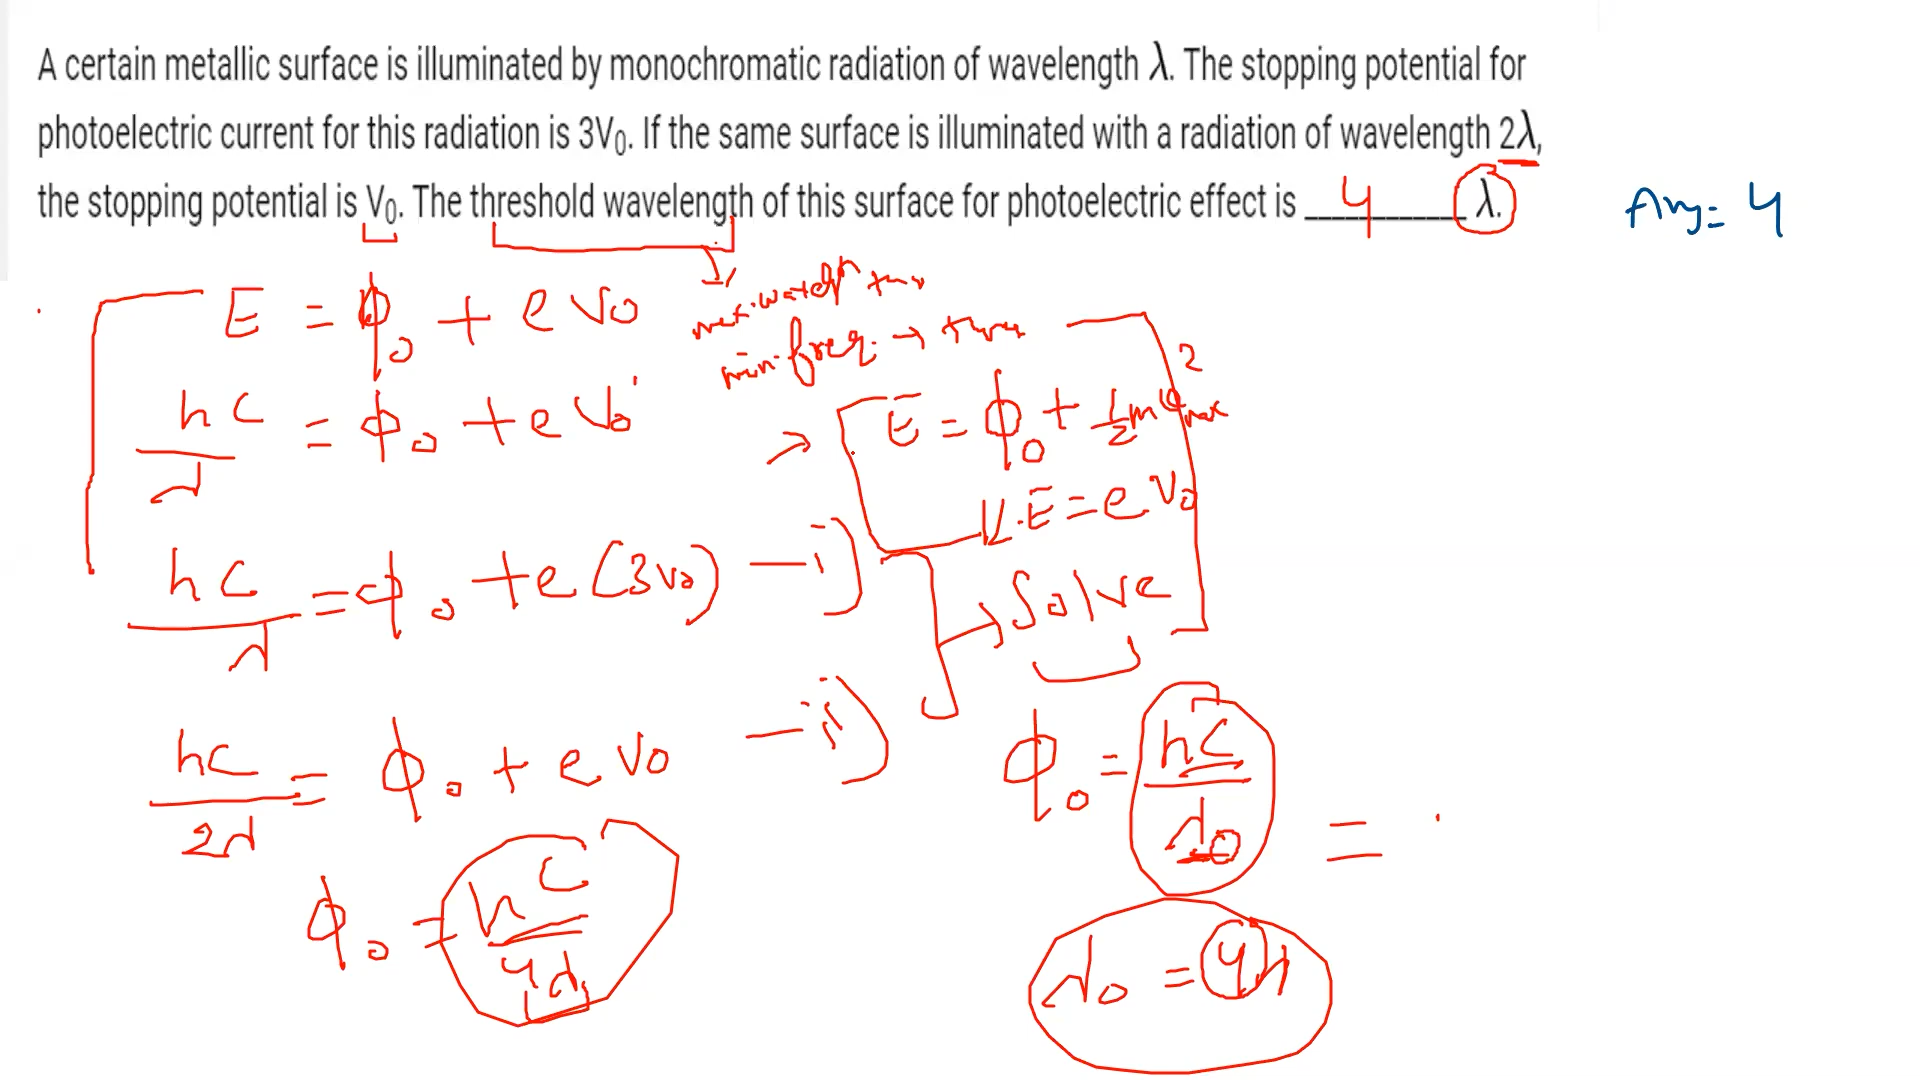 A certain metallic surface is illuminated by monochromatic radiation of wavelength λ. The stopping potential for
photoelectric current for this radiation is 3V₀. If the same surface is illuminated with a radiation of wavelength 2λ,
the stopping potential is V₀. The threshold wavelength of this surface for photoelectric effect is ____4____ λ.
Ans= 4
E = ϕ₀ + eV₀
min. freq. →
hc/λ = ϕ₀ + eV₀
E = ϕ₀ + 1/2 mv²max
K.E = eV₀
hc/λ = ϕ₀ + e(3V₀) — i)
Solve
hc/2λ = ϕ₀ + eV₀ — ii)
ϕ₀ = hc/λ₀ =
ϕ₀ = hc/4λ
λ₀ = 4λ